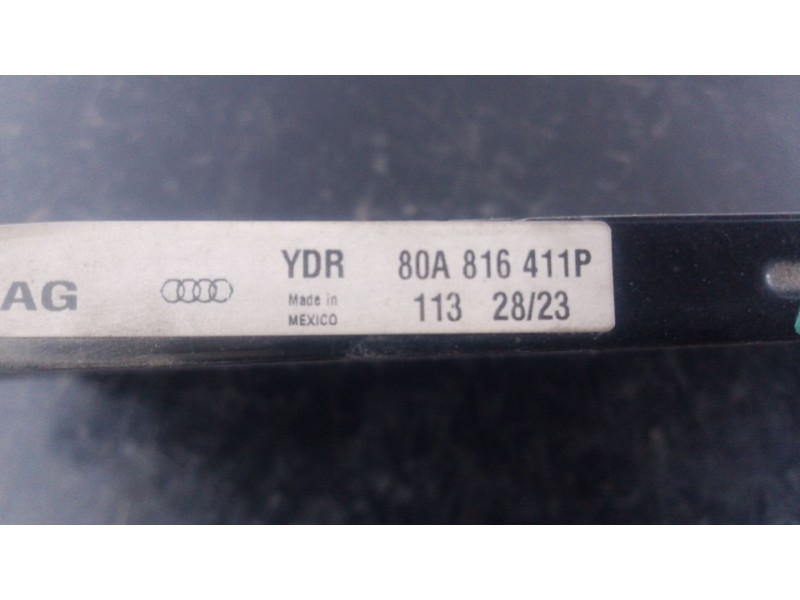 AG YDR 80A 816 411P
Made in 113 28/23
MEXICO